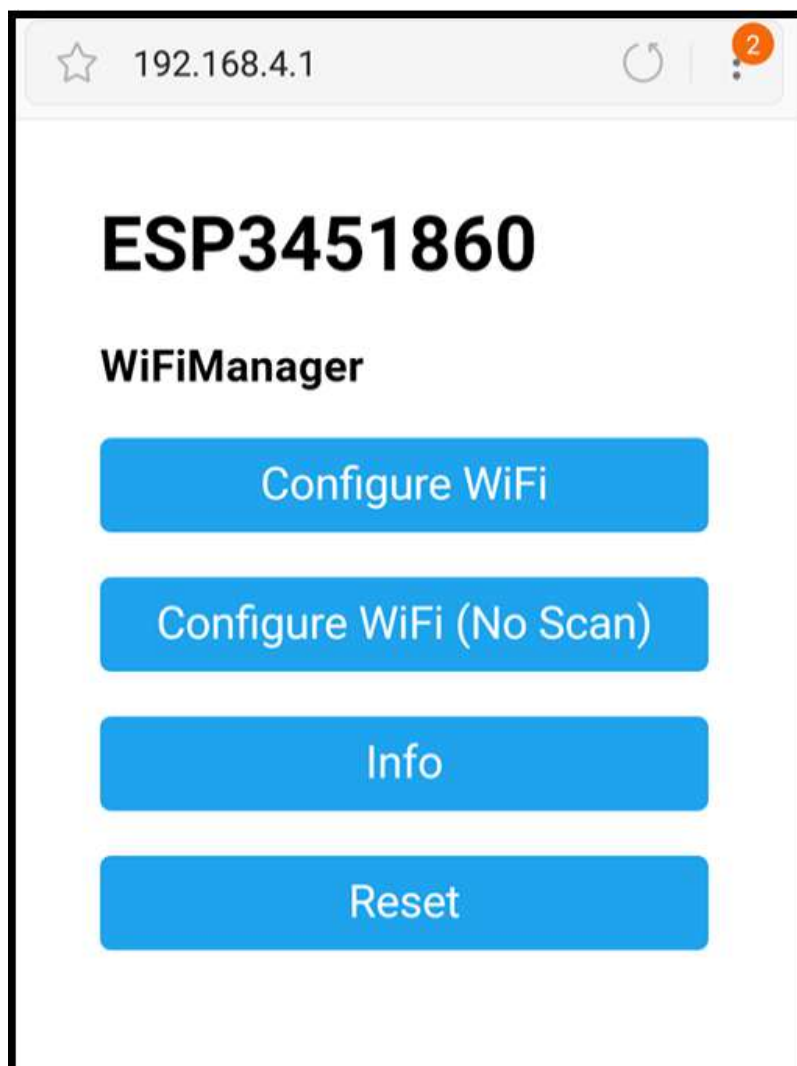 192.168.4.1
2
ESP3451860
WiFiManager
Configure WiFi
Configure WiFi (No Scan)
Info
Reset